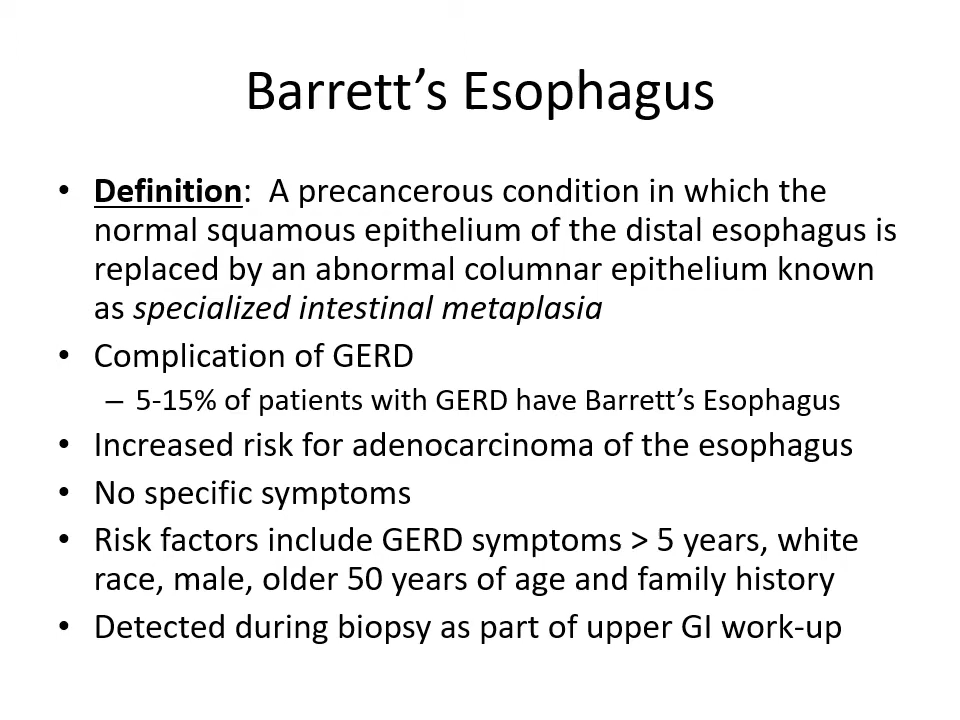 Barrett’s Esophagus
• Definition:  A precancerous condition in which the
normal squamous epithelium of the distal esophagus is
replaced by an abnormal columnar epithelium known
as specialized intestinal metaplasia
• Complication of GERD
– 5-15% of patients with GERD have Barrett’s Esophagus
• Increased risk for adenocarcinoma of the esophagus
• No specific symptoms
• Risk factors include GERD symptoms > 5 years, white
race, male, older 50 years of age and family history
• Detected during biopsy as part of upper GI work-up